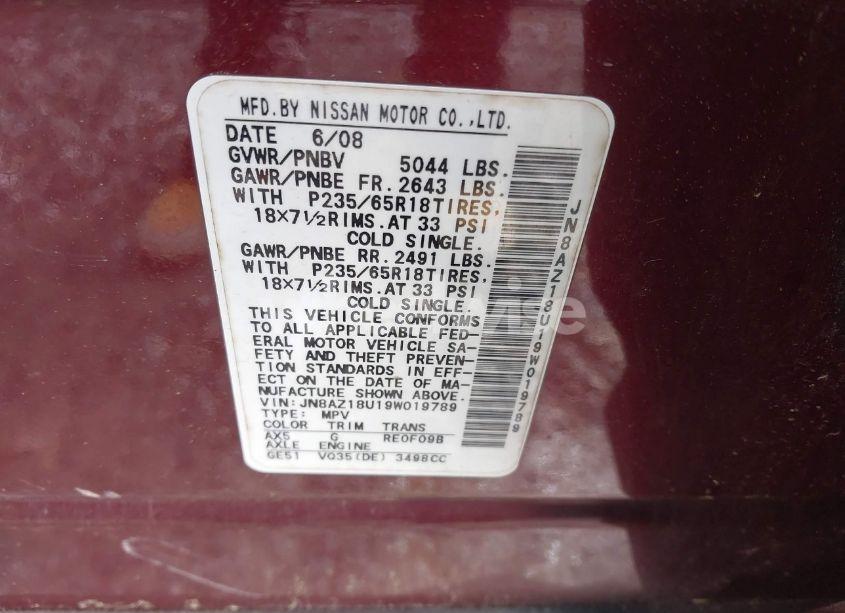 MFD.BY NISSAN MOTOR CO.,LTD.
DATE 6/08
GVWR/PNBV 5044 LBS.
GAWR/PNBE FR. 2643 LBS.
WITH P235/65R18TIRES,
18X7½RIMS.AT 33 PSI
COLD SINGLE.
GAWR/PNBE RR. 2491 LBS.
WITH P235/65R18TIRES,
18X7½RIMS.AT 33 PSI
COLD SINGLE.
THIS VEHICLE CONFORMS
TO ALL APPLICABLE FED-
ERAL MOTOR VEHICLE SA-
FETY AND THEFT PREVEN-
TION STANDARDS IN EFF-
ECT ON THE DATE OF MA-
NUFACTURE SHOWN ABOVE.
VIN:JN8AZ18U19W019789
TYPE: MPV
COLOR TRIM TRANS
AX5 G RE0F09B
AXLE ENGINE
GE51 VQ35(DE) 3498CC
JN8AZ18U19W019789